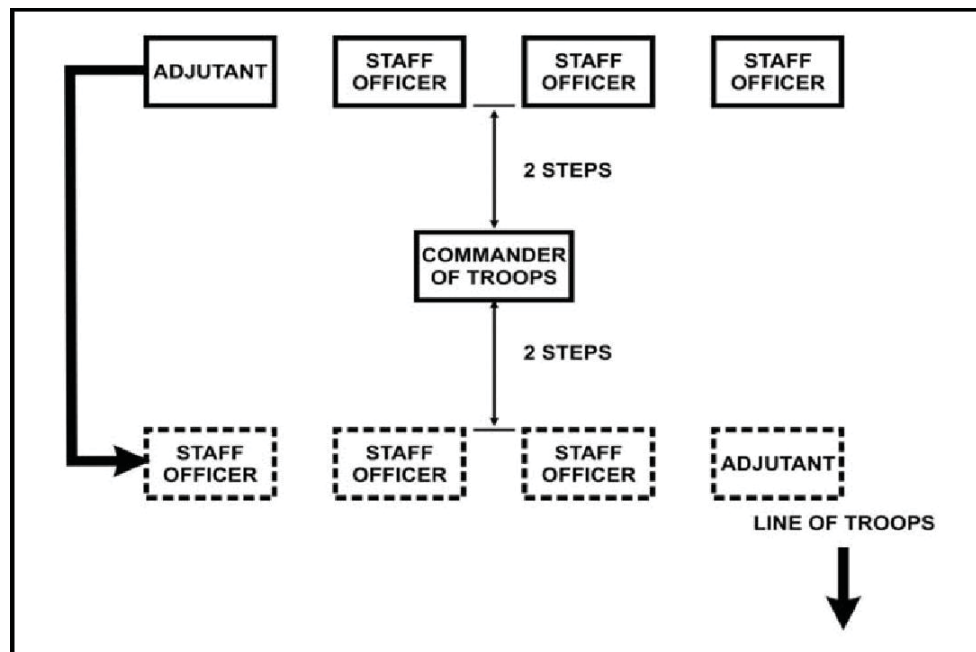 ADJUTANT
STAFF
OFFICER
STAFF
OFFICER
STAFF
OFFICER
2 STEPS
COMMANDER
OF TROOPS
2 STEPS
STAFF
OFFICER
STAFF
OFFICER
STAFF
OFFICER
ADJUTANT
LINE OF TROOPS